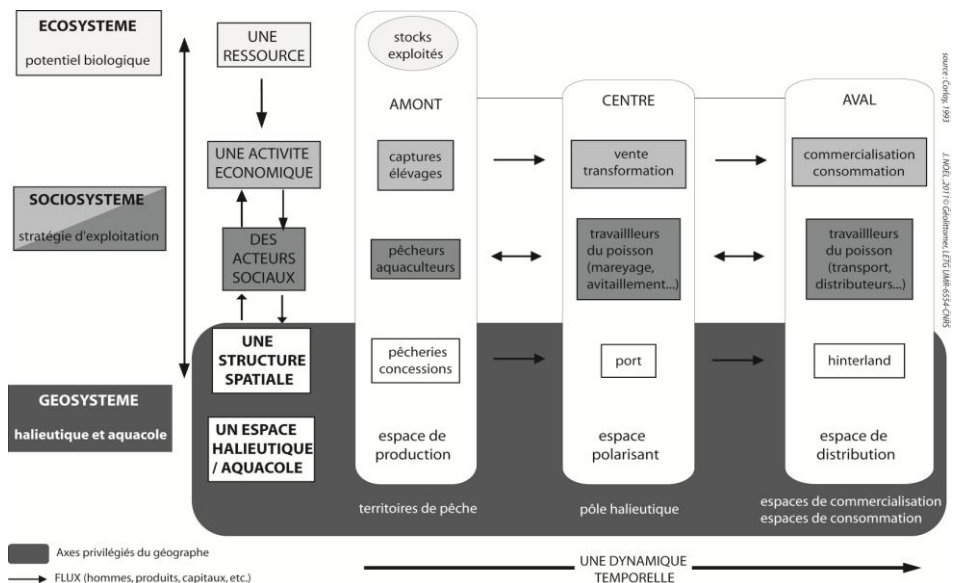 ECOSYSTEME
potentiel biologique
SOCIOSYSTEME
stratégie d'exploitation
GEOSYSTEME
halieutique et aquacole
UNE
RESSOURCE
UNE ACTIVITE
ECONOMIQUE
DES
ACTEURS
SOCIAUX
UNE
STRUCTURE
SPATIALE
UN ESPACE
HALIEUTIQUE
/ AQUACOLE
stocks
exploités
AMONT
captures
élévages
pêcheurs
aquaculteurs
pêcheries
concessions
espace de
production
territoires de pêche
CENTRE
vente
transformation
travaillleurs
du poisson
(mareyage,
avitaillement...)
port
espace
polarisant
pôle halieutique
AVAL
commercialisation
consommation
travaillleurs
du poisson
(transport,
distributeurs...)
hinterland
espace de
distribution
espaces de commercialisation
espaces de consommation
source : Corlay, 1993
J.NOËL, 2011© Géolittomer, LETG UMR-6554-CNRS
Axes privilégiés du géographe
FLUX (hommes, produits, capitaux, etc.)
UNE DYNAMIQUE
TEMPORELLE